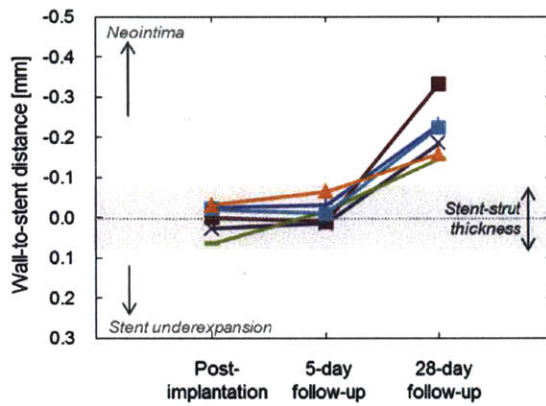 Wall-to-stent distance [mm]
-0.5
-0.4
-0.3
-0.2
-0.1
0.0
0.1
0.2
0.3
Neointima
Stent underexpansion
Stent-strut
thickness
Post-
implantation
5-day
follow-up
28-day
follow-up